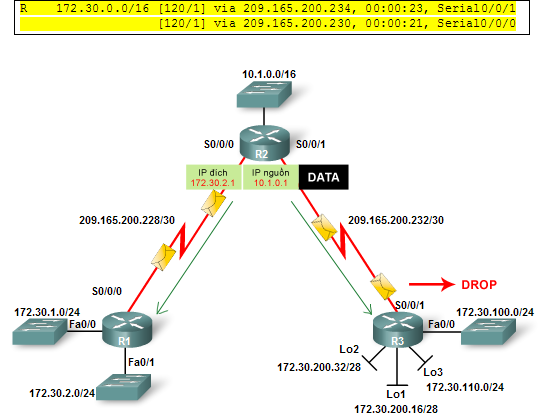 R 172.30.0.0/16 [120/1] via 209.165.200.234, 00:00:23, Serial0/0/1
[120/1] via 209.165.200.230, 00:00:21, Serial0/0/0
10.1.0.0/16
S0/0/0
S0/0/1
R2
IP đích
172.30.2.1
IP nguồn
10.1.0.1
DATA
209.165.200.228/30
209.165.200.232/30
DROP
S0/0/0
S0/0/1
172.30.1.0/24
Fa0/0
R1
Fa0/1
172.30.2.0/24
172.30.100.0/24
Fa0/0
R3
Lo2
172.30.200.32/28
Lo3
172.30.110.0/24
Lo1
172.30.200.16/28